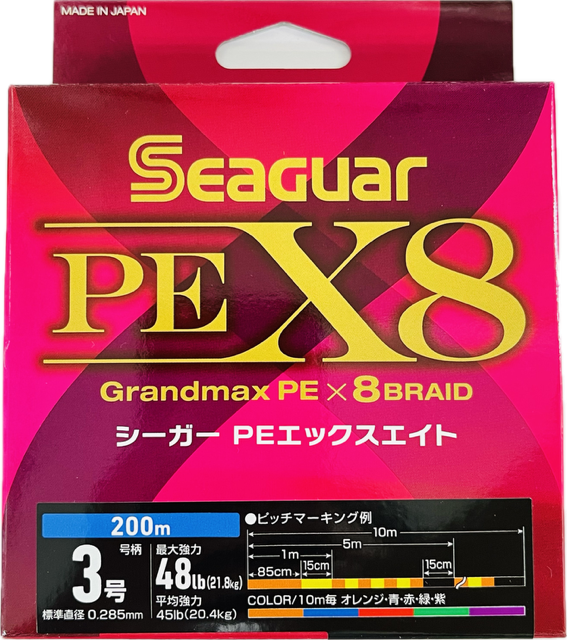 MADE IN JAPAN
Seaguar
PE X8
Grandmax PE × 8 BRAID
シーガー PEエックスエイト
200m
号柄
3号
標準直径 0.285mm
最大強力
48lb(21.8kg)
平均強力
45lb(20.4kg)
●ピッチマーキング例
10m
5m
1m
85cm
15cm
15cm
COLOR/10m毎 オレンジ・青・赤・緑・紫